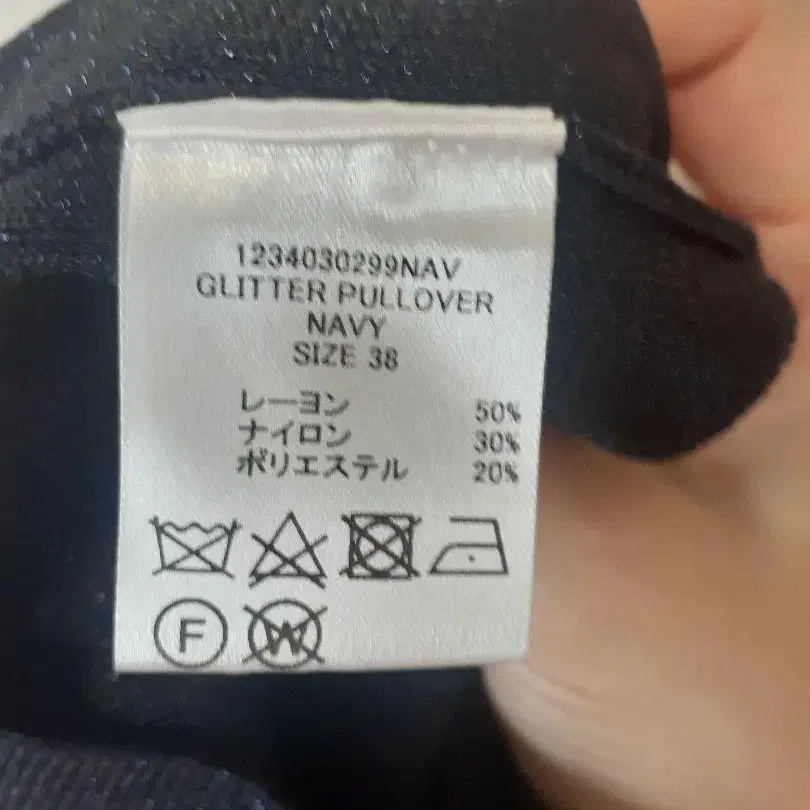 1234030299NAV
GLITTER PULLOVER
NAVY
SIZE 38
レーヨン 50%
ナイロン 30%
ポリエステル 20%
F W